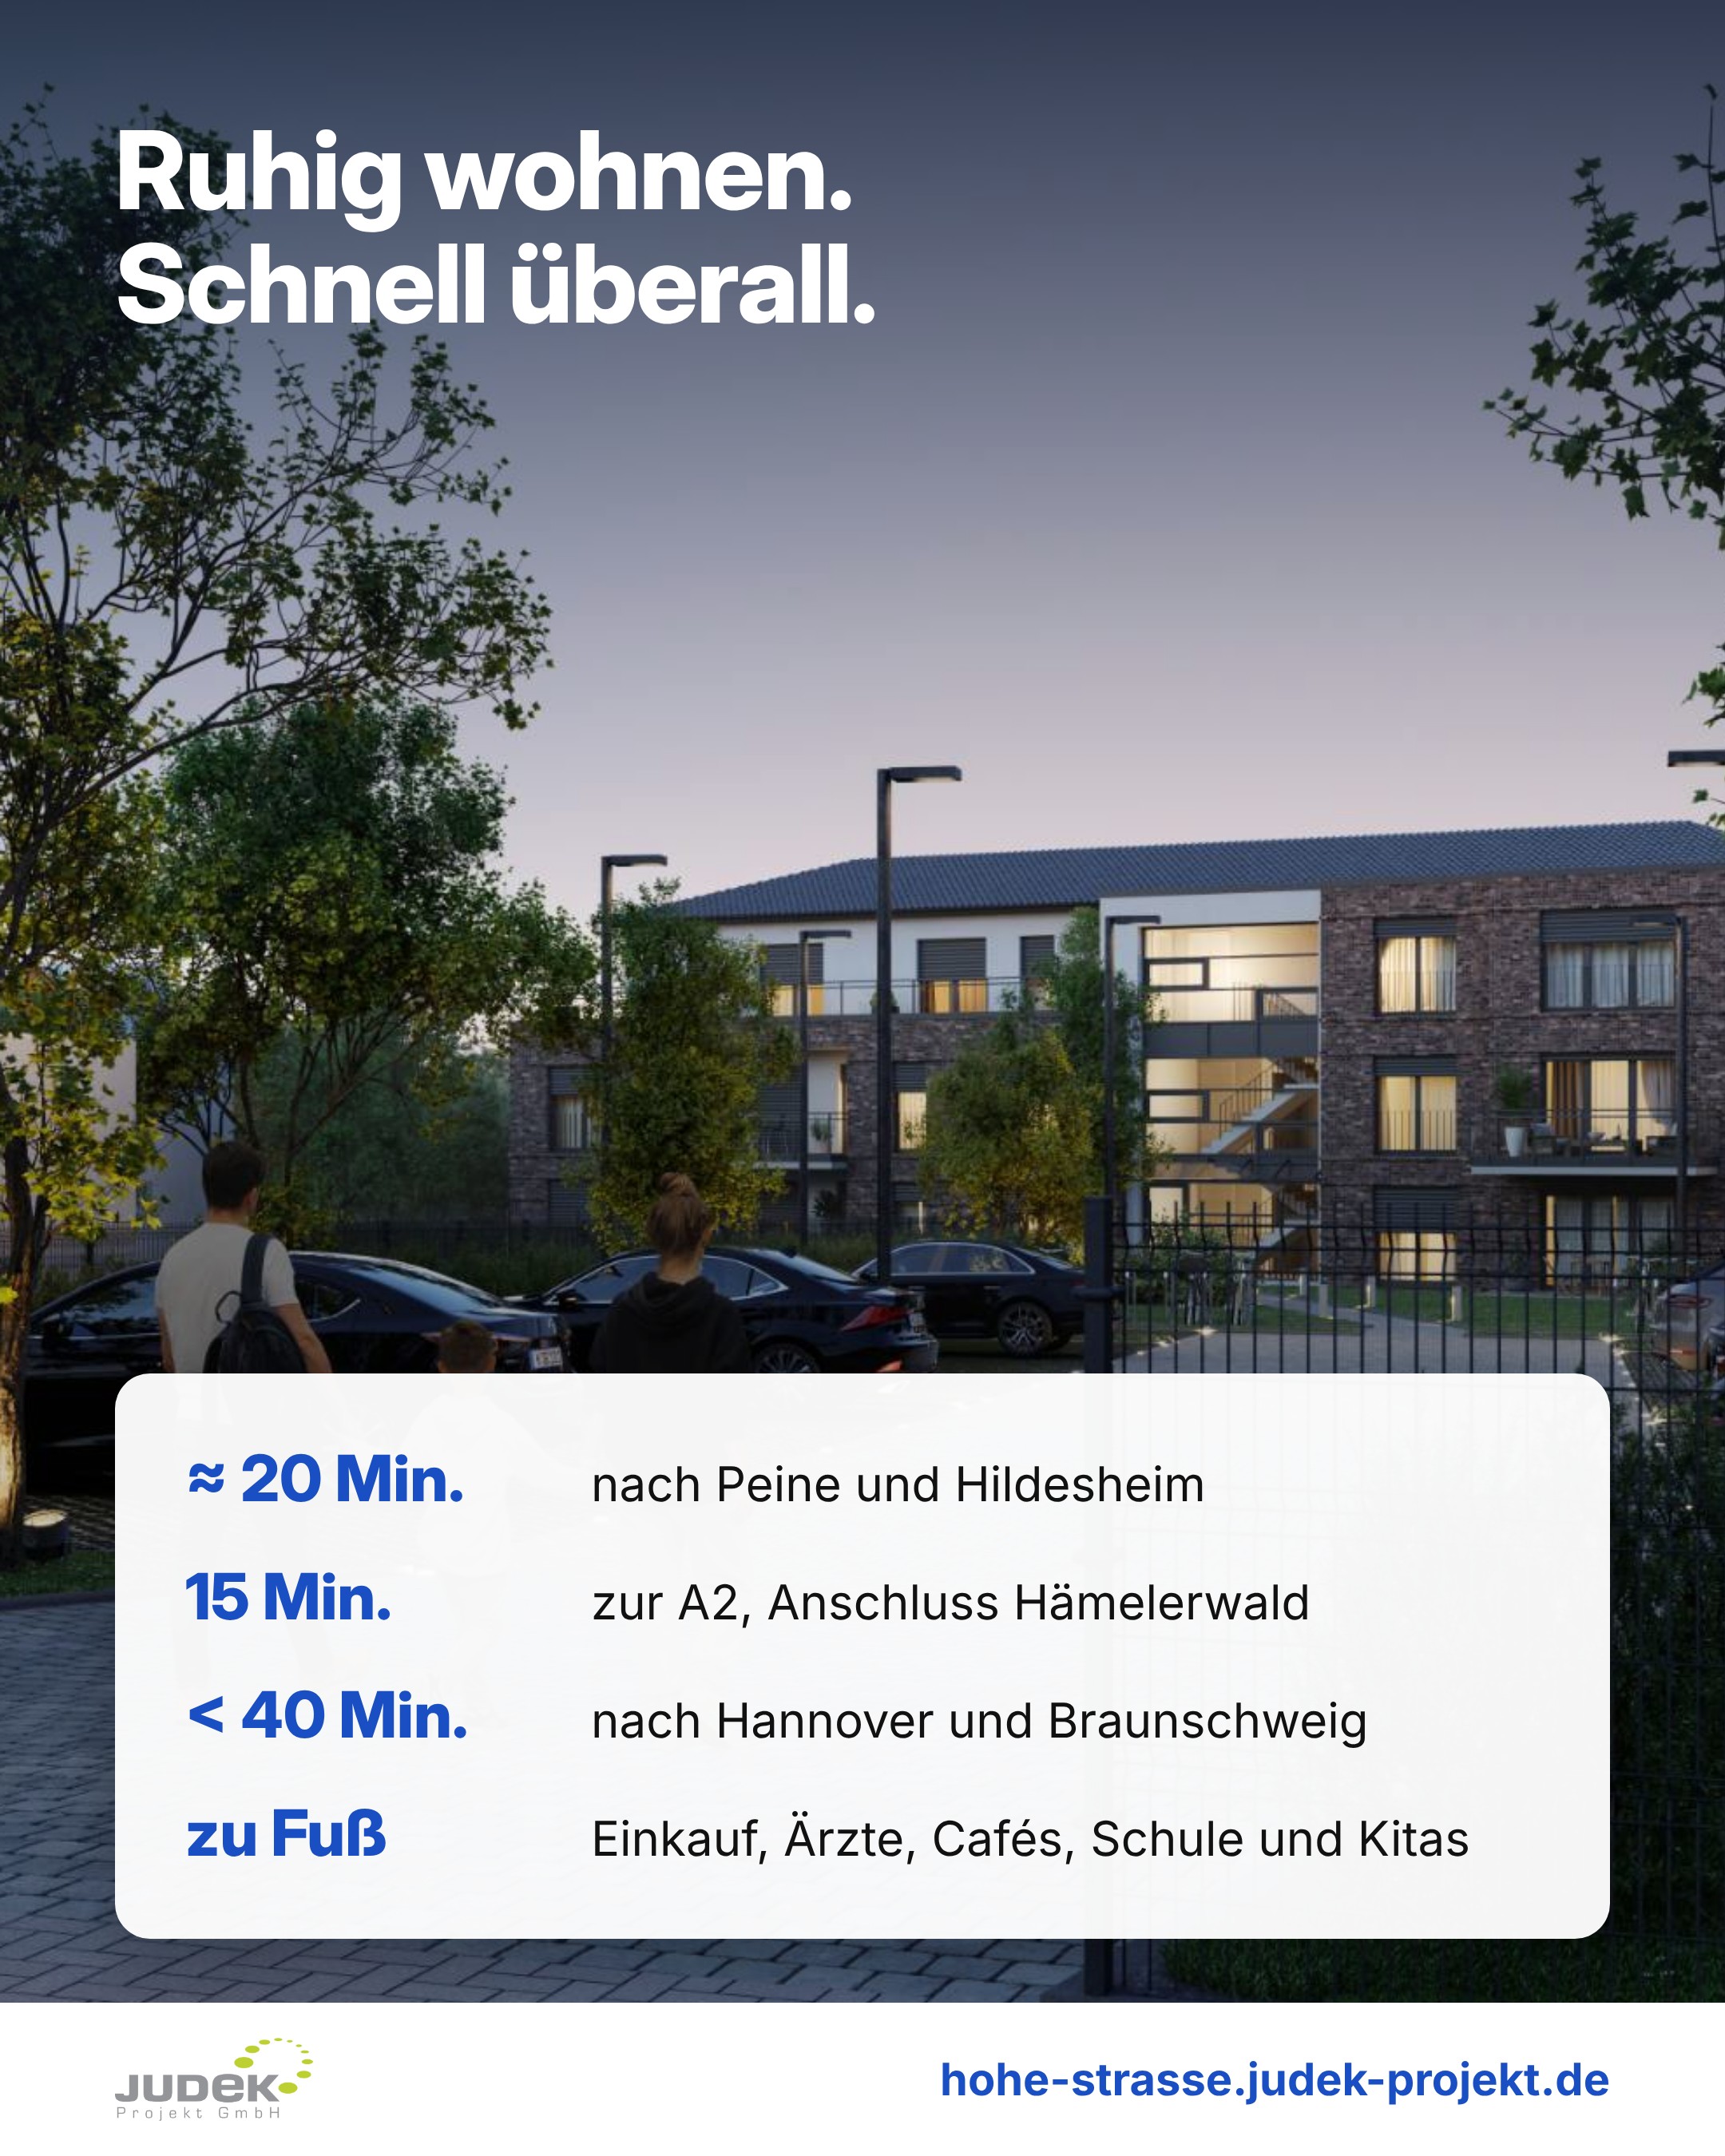 Ruhig wohnen.
Schnell überall.
≈ 20 Min. nach Peine und Hildesheim
15 Min. zur A2, Anschluss Hämelerwald
< 40 Min. nach Hannover und Braunschweig
zu Fuß Einkauf, Ärzte, Cafés, Schule und Kitas
JUDEK
Projekt GmbH
hohe-strasse.judek-projekt.de